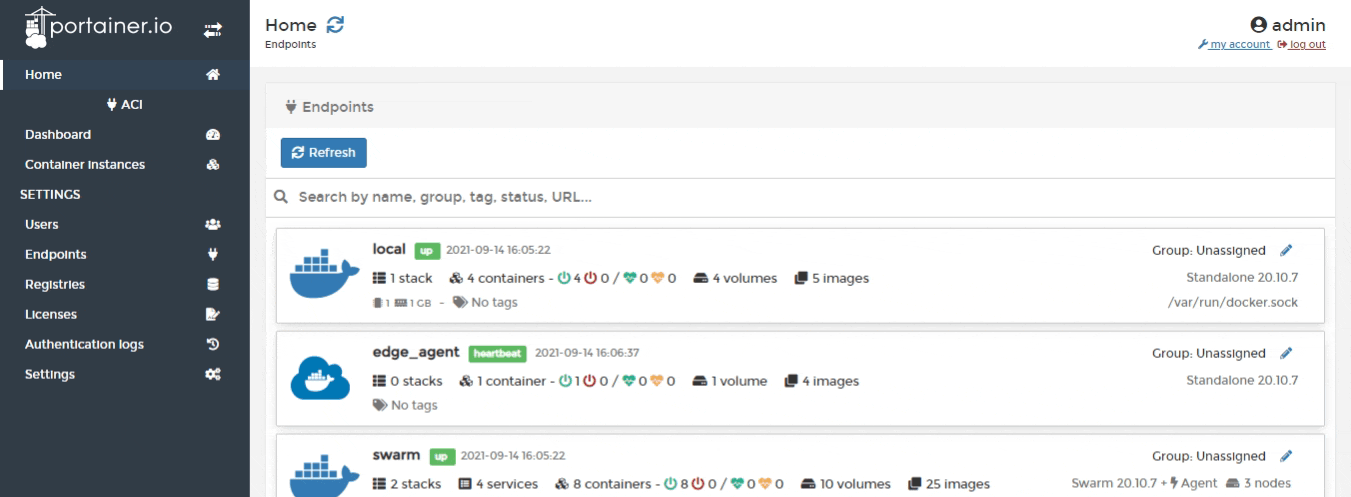 portainer.io
Home
ACI
Dashboard
Container instances
SETTINGS
Users
Endpoints
Registries
Licenses
Authentication logs
Settings
Home
Endpoints
admin
my account log out
Endpoints
Refresh
Search by name, group, tag, status, URL...
local up 2021-09-14 16:05:22 Group: Unassigned
1 stack 4 containers - 4 0 / 0 0 4 volumes 5 images Standalone 20.10.7
1 1 GB - No tags /var/run/docker.sock
edge_agent heartbeat 2021-09-14 16:06:37 Group: Unassigned
0 stacks 1 container - 1 0 / 0 0 1 volume 4 images Standalone 20.10.7
No tags
swarm up 2021-09-14 16:05:22 Group: Unassigned
2 stacks 4 services 8 containers - 8 0 / 0 0 10 volumes 25 images Swarm 20.10.7 + Agent 3 nodes